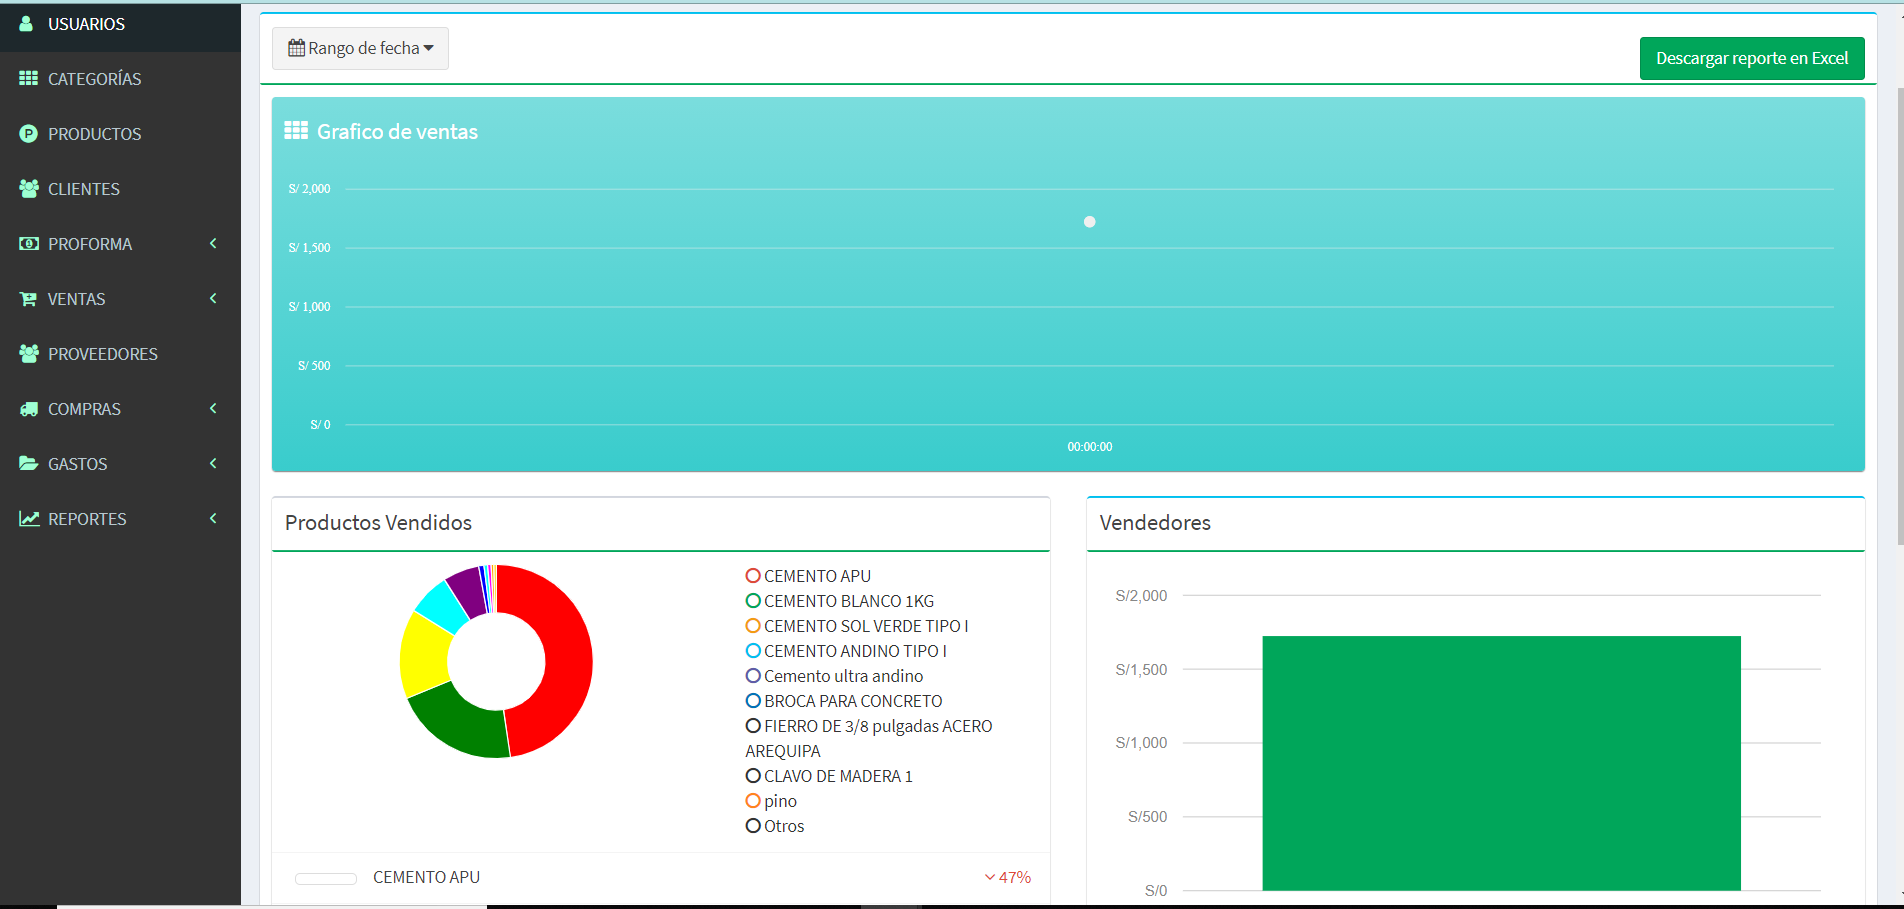 USUARIOS
CATEGORÍAS
PRODUCTOS
CLIENTES
PROFORMA
VENTAS
PROVEEDORES
COMPRAS
GASTOS
REPORTES
Rango de fecha
Descargar reporte en Excel
Grafico de ventas
S/ 2,000
S/ 1,500
S/ 1,000
S/ 500
S/ 0
00:00:00
Productos Vendidos
CEMENTO APU
CEMENTO BLANCO 1KG
CEMENTO SOL VERDE TIPO I
CEMENTO ANDINO TIPO I
Cemento ultra andino
BROCA PARA CONCRETO
FIERRO DE 3/8 pulgadas ACERO
AREQUIPA
CLAVO DE MADERA 1
pino
Otros
CEMENTO APU 47%
Vendedores
S/2,000
S/1,500
S/1,000
S/500
S/0